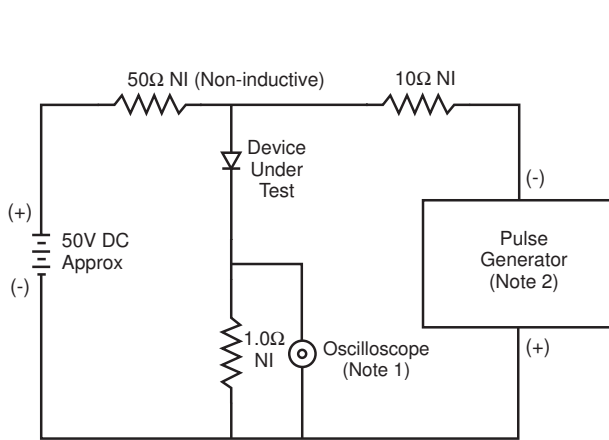 50Ω NI (Non-inductive)
10Ω NI
Device
Under
Test
(+)
50V DC
Approx
(-)
(-)
Pulse
Generator
(Note 2)
(+)
1.0Ω
NI
Oscilloscope
(Note 1)